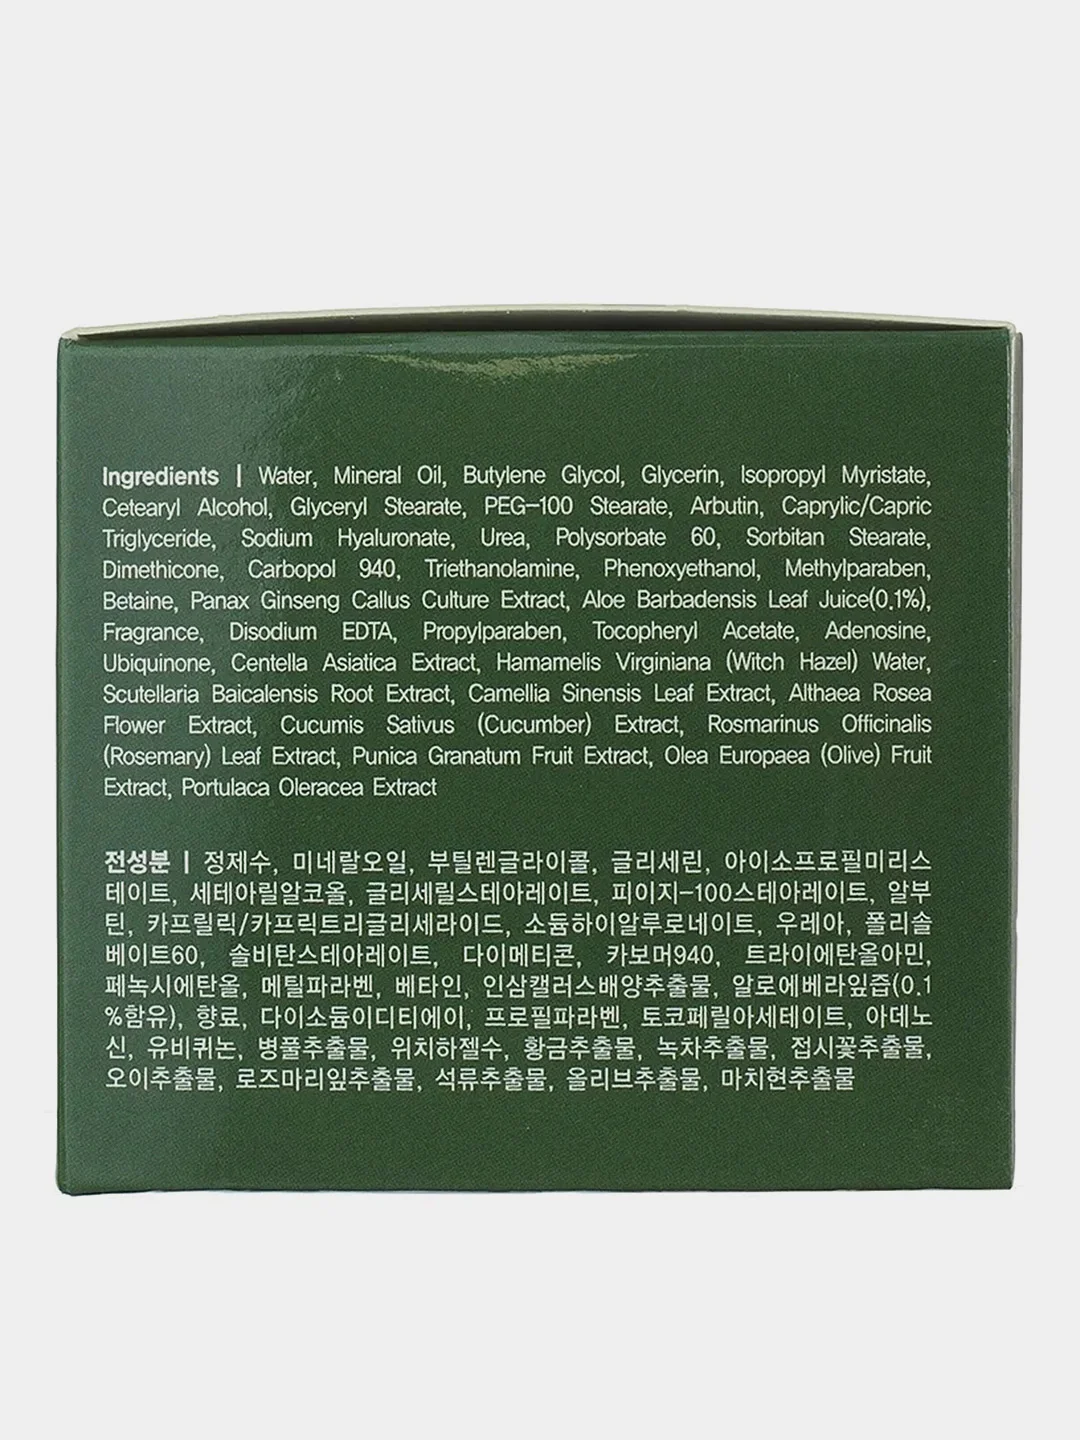 Ingredients | Water, Mineral Oil, Butylene Glycol, Glycerin, Isopropyl Myristate,
Cetearyl Alcohol, Glyceryl Stearate, PEG-100 Stearate, Arbutin, Caprylic/Capric
Triglyceride, Sodium Hyaluronate, Urea, Polysorbate 60, Sorbitan Stearate,
Dimethicone, Carbopol 940, Triethanolamine, Phenoxyethanol, Methylparaben,
Betaine, Panax Ginseng Callus Culture Extract, Aloe Barbadensis Leaf Juice(0.1%),
Fragrance, Disodium EDTA, Propylparaben, Tocopheryl Acetate, Adenosine,
Ubiquinone, Centella Asiatica Extract, Hamamelis Virginiana (Witch Hazel) Water,
Scutellaria Baicalensis Root Extract, Camellia Sinensis Leaf Extract, Althaea Rosea
Flower Extract, Cucumis Sativus (Cucumber) Extract, Rosmarinus Officinalis
(Rosemary) Leaf Extract, Punica Granatum Fruit Extract, Olea Europaea (Olive) Fruit
Extract, Portulaca Oleracea Extract
전성분 | 정제수, 미네랄오일, 부틸렌글라이콜, 글리세린, 아이소프로필미리스
테이트, 세테아릴알코올, 글리세릴스테아레이트, 피이지-100스테아레이트, 알부
틴, 카프릴릭/카프릭트리글리세라이드, 소듐하이알루로네이트, 우레아, 폴리솔
베이트60, 솔비탄스테아레이트, 다이메티콘, 카보머940, 트라이에탄올아민,
페녹시에탄올, 메틸파라벤, 베타인, 인삼캘러스배양추출물, 알로에베라잎즙(0.1
%함유), 향료, 다이소듐이디티에이, 프로필파라벤, 토코페릴아세테이트, 아데노
신, 유비퀴논, 병풀추출물, 위치하젤수, 황금추출물, 녹차추출물, 접시꽃추출물,
오이추출물, 로즈마리잎추출물, 석류추출물, 올리브추출물, 마치현추출물